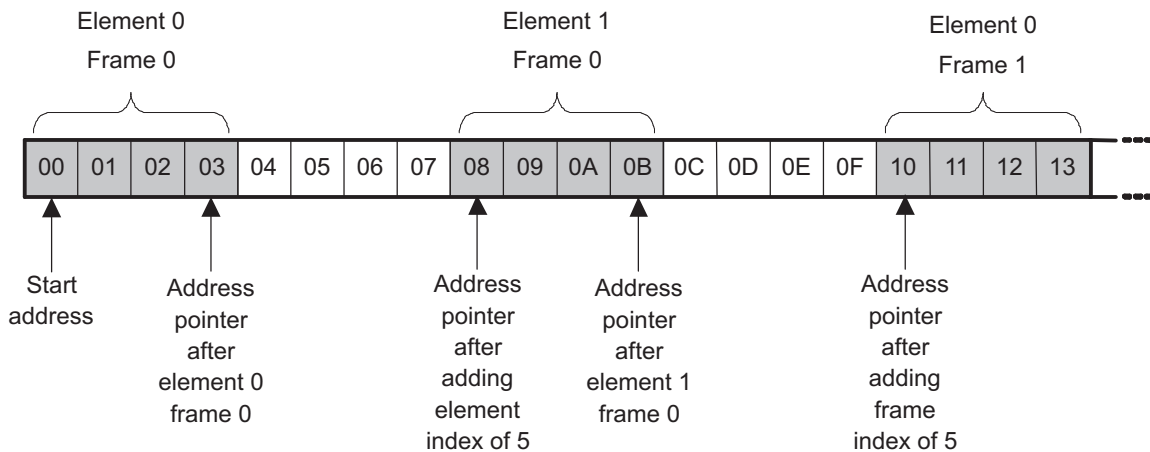 Element 0
Frame 0
Element 1
Frame 0
Element 0
Frame 1
00 01 02 03 04 05 06 07 08 09 0A 0B 0C 0D 0E 0F 10 11 12 13
Start
address
Address
pointer
after
element 0
frame 0
Address
pointer
after
adding
element
index of 5
Address
pointer
after
element 1
frame 0
Address
pointer
after
adding
frame
index of 5